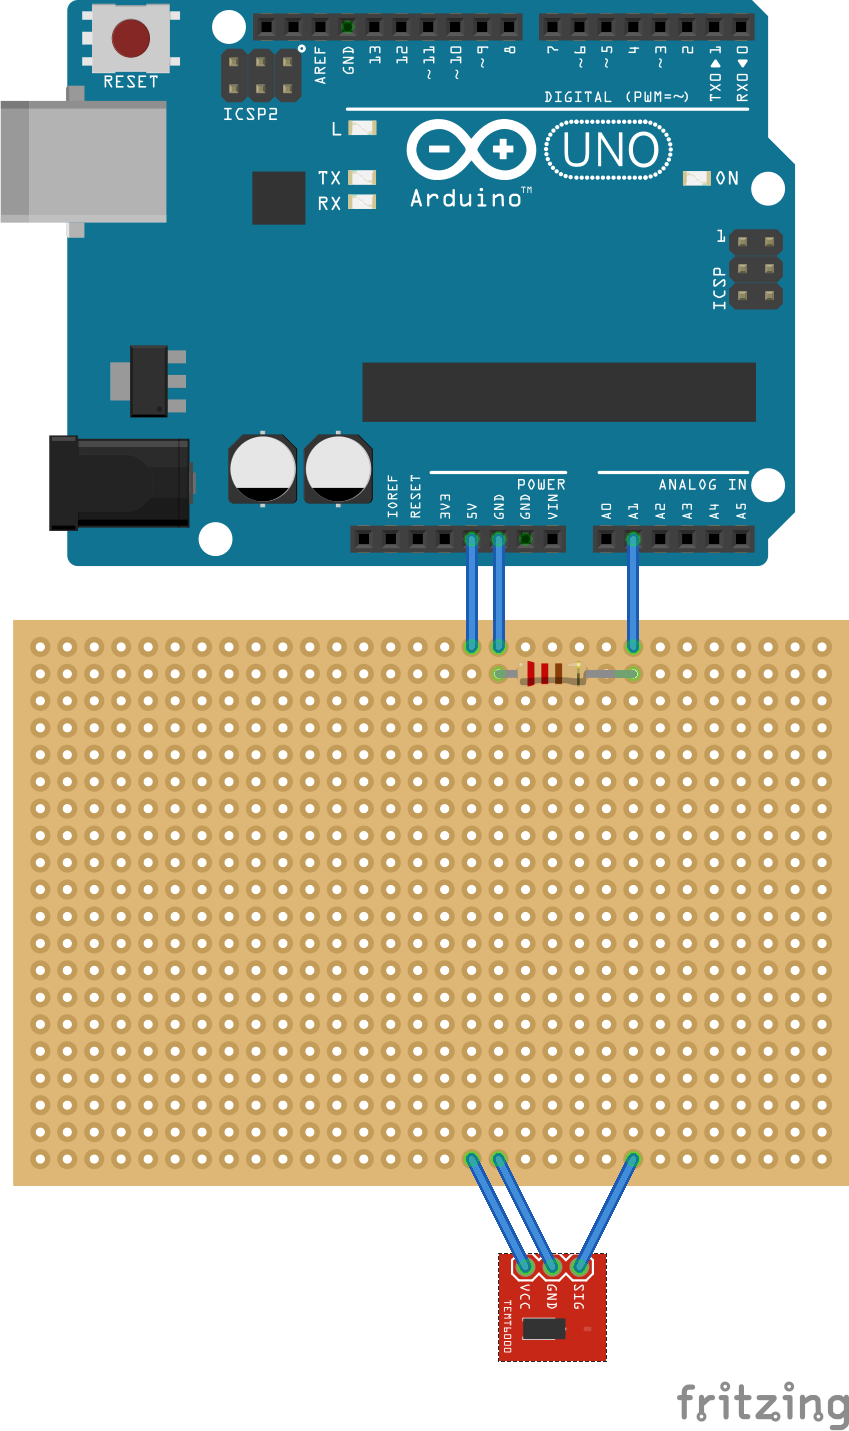 AREF
GND
13
12
~11
~10
~9
8
7
~6
~5
4
~3
2
TX0▶1
RX0◀0
RESET
ICSP2
DIGITAL (PWM=~)
L
TX
RX
Arduino™
UNO
ON
1
ICSP
POWER
ANALOG IN
IOREF
RESET
3V3
5V
GND
GND
VIN
A0
A1
A2
A3
A4
A5
VCC
GND
SIG
TEMT6000
fritzing